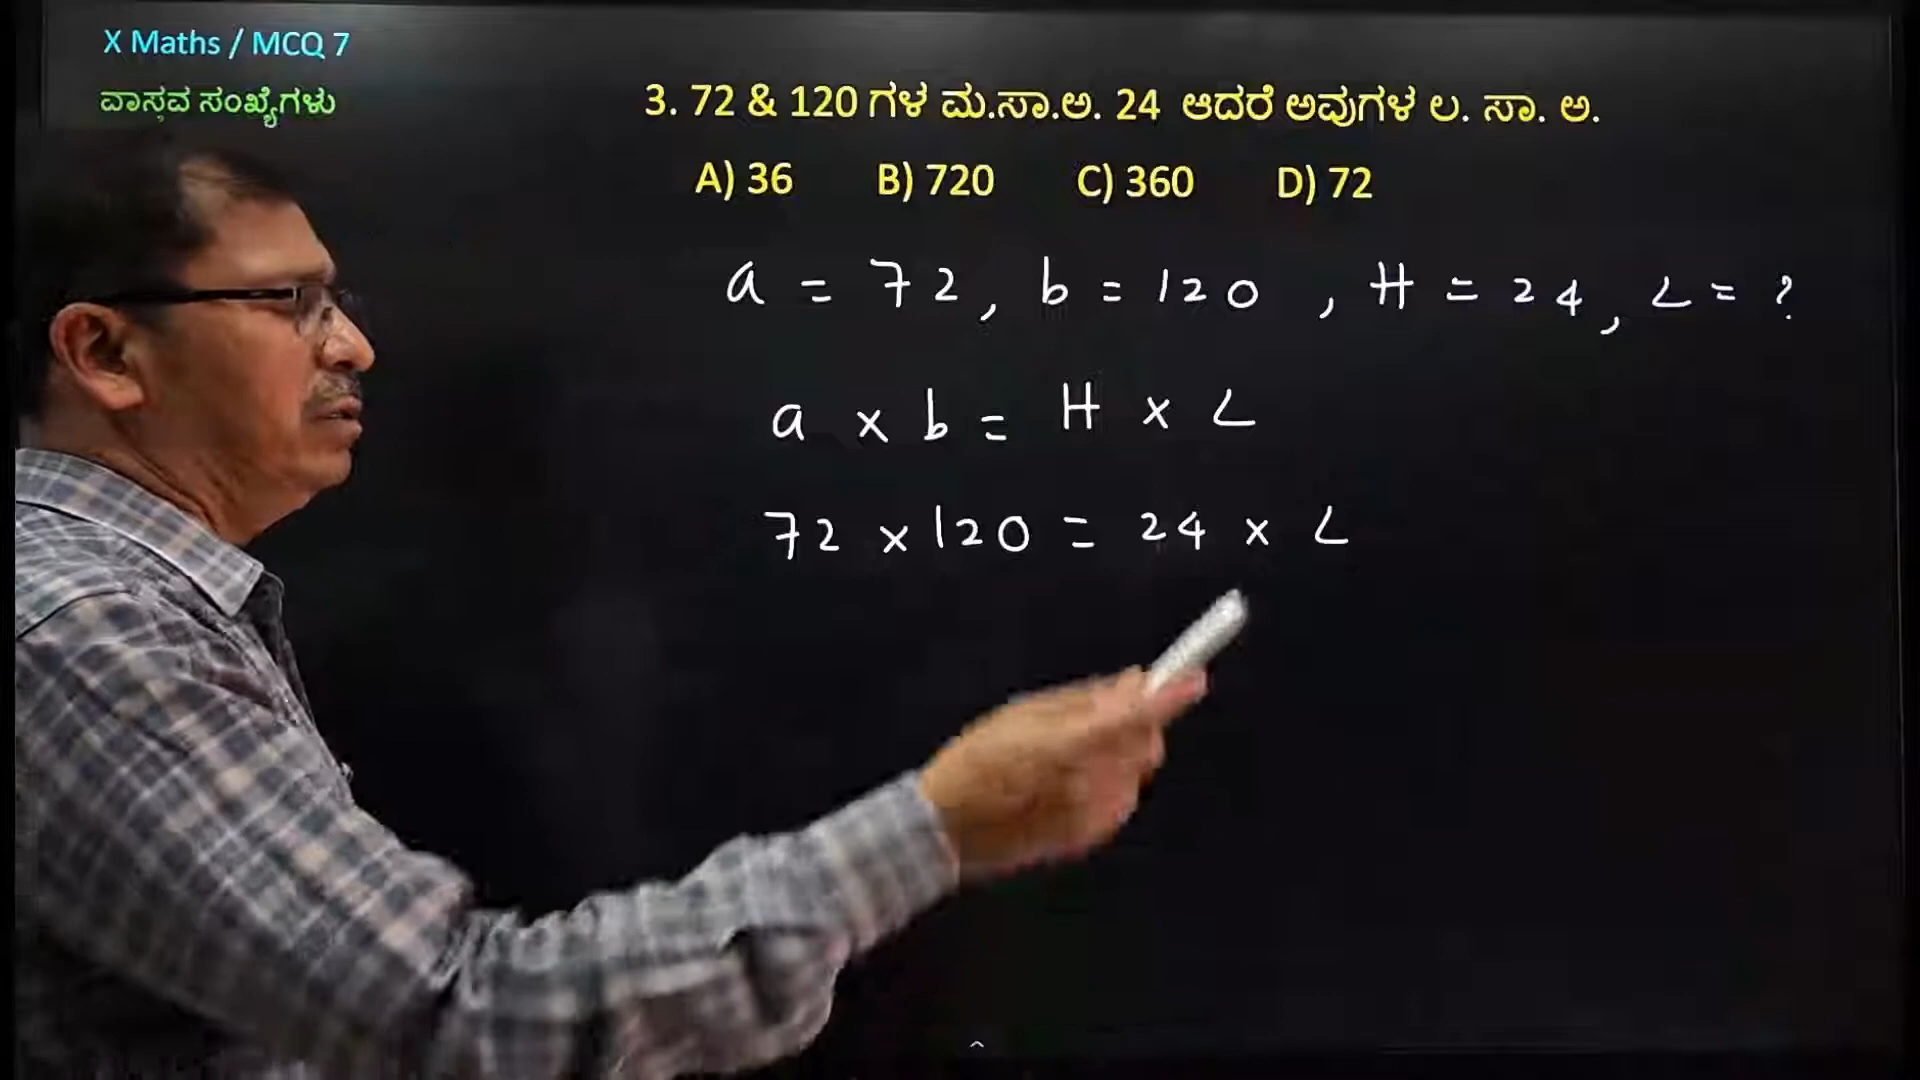 X Maths / MCQ 7
ವಾಸ್ತವ ಸಂಖ್ಯೆಗಳು
3. 72 & 120 ಗಳ ಮ.ಸಾ.ಅ. 24 ಆದರೆ ಅವುಗಳ ಲ. ಸಾ. ಅ.
A) 36 B) 720 C) 360 D) 72
a = 72, b = 120 , H = 24, L = ?
a x b = H x L
72 x 120 = 24 x L